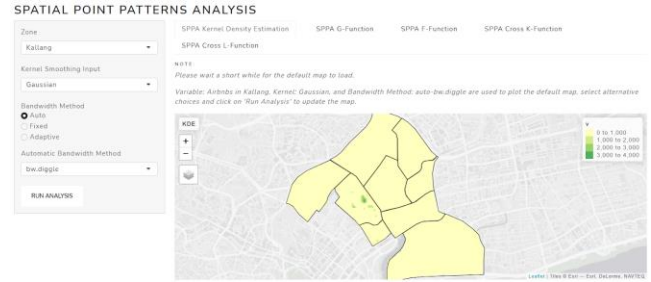 SPATIAL POINT PATTERNS ANALYSIS
Zone
Kallang
Kernel Smoothing Input
Gaussian
Bandwidth Method
Auto
Fixed
Adaptive
Automatic Bandwidth Method
bw.diggle
RUN ANALYSIS
SPPA Kernel Density Estimation
SPPA G-Function
SPPA F-Function
SPPA Cross K-Function
SPPA Cross L-Function
NOTE:
Please wait a short while for the default map to load.
Variable: Airbnbs in Kallang, Kernel: Gaussian, and Bandwidth Method: auto-bw.diggle are used to plot the default map, select alternative
choices and click on 'Run Analysis' to update the map.
KDE
+
−
v
0 to 1,000
1,000 to 2,000
2,000 to 3,000
3,000 to 4,000
Leaflet | Tiles © Esri — Esri, DeLorme, NAVTEQ